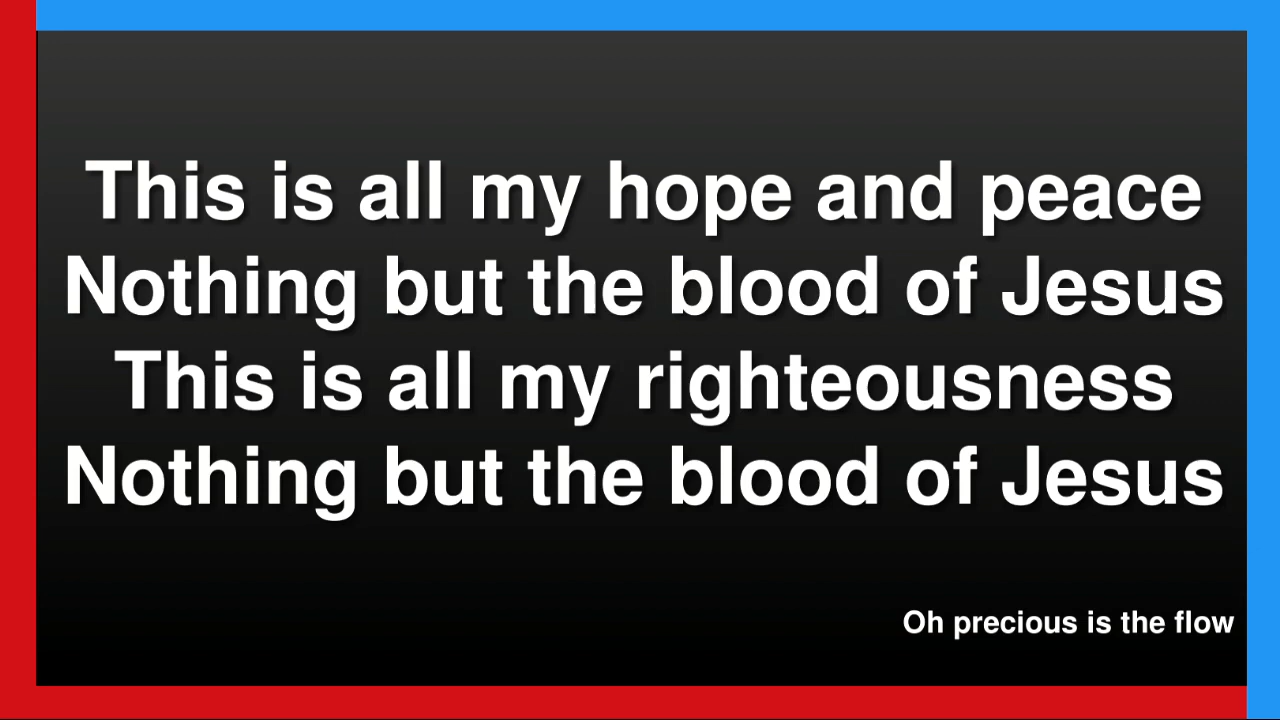 This is all my hope and peace
Nothing but the blood of Jesus
This is all my righteousness
Nothing but the blood of Jesus
Oh precious is the flow